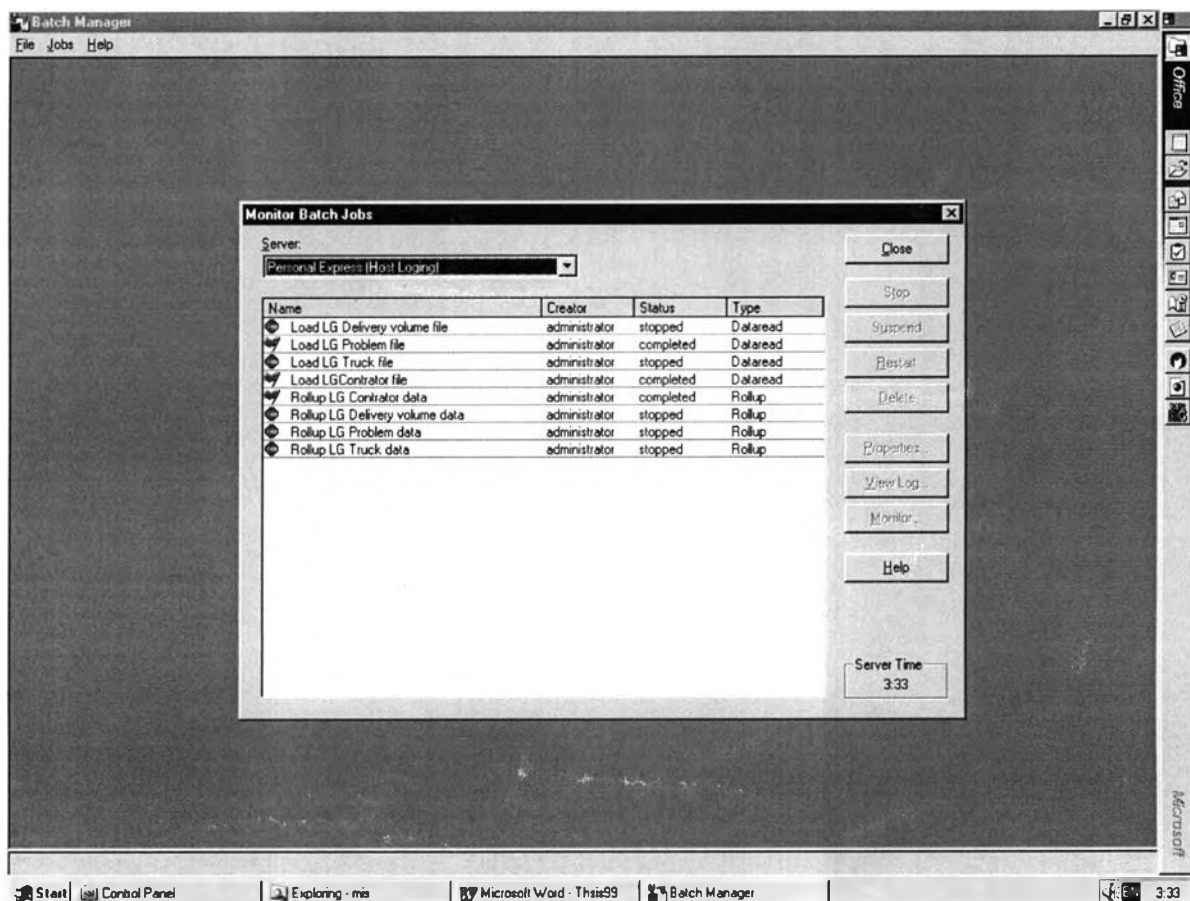 Batch Manager
File Jobs Help
Office
Monitor Batch Jobs
Server:
Personal Express (Host Loging)
Close
Stop
Suspend
Restart
Delete
Properties...
View Log...
Monitor...
Help
Name Creator Status Type
Load LG Delivery volume file administrator stopped Dataread
Load LG Problem file administrator completed Dataread
Load LG Truck file administrator stopped Dataread
Load LGContrator file administrator completed Dataread
Rollup LG Contrator data administrator completed Rollup
Rollup LG Delivery volume data administrator stopped Rollup
Rollup LG Problem data administrator stopped Rollup
Rollup LG Truck data administrator stopped Rollup
Server Time
3:33
Microsoft
Start Control Panel Exploring - mis Microsoft Word - Thsis99 Batch Manager En 3:33